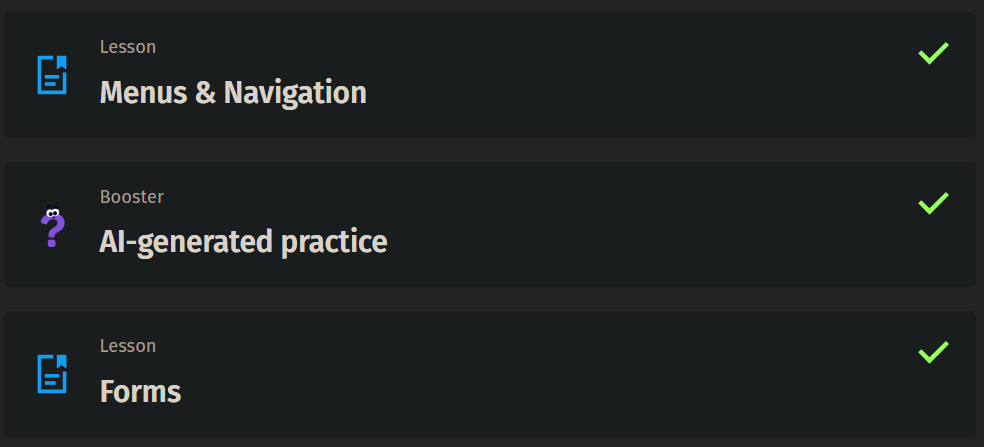 Lesson
Menus & Navigation
Booster
AI-generated practice
Lesson
Forms